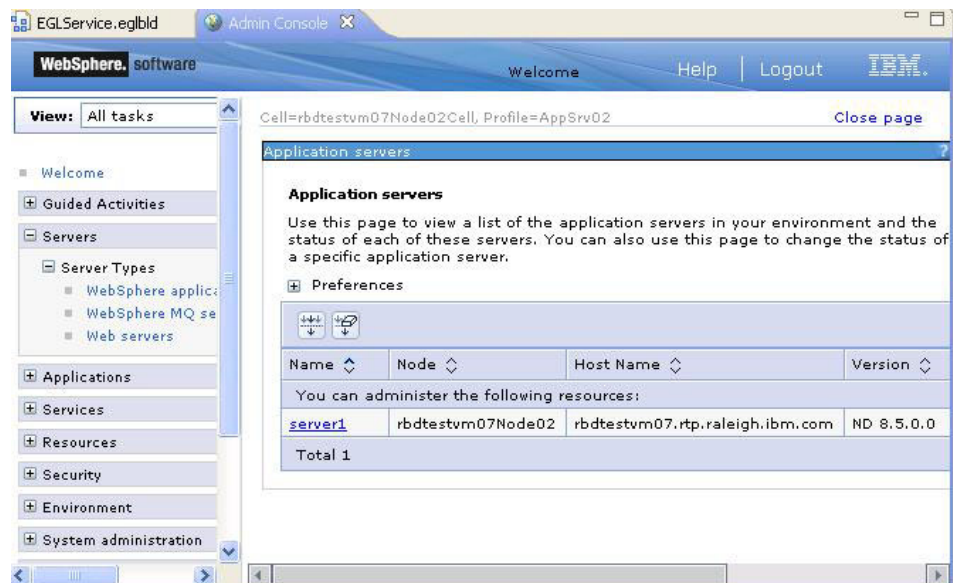 EGLService.eglbld
Admin Console
WebSphere. software
Welcome
Help
Logout
IBM.
View: All tasks
Cell=rbdtestvm07Node02Cell, Profile=AppSrv02
Close page
Welcome
Guided Activities
Servers
Server Types
WebSphere applica
WebSphere MQ se
Web servers
Applications
Services
Resources
Security
Environment
System administration
Application servers ?
Application servers
Use this page to view a list of the application servers in your environment and the
status of each of these servers. You can also use this page to change the status of
a specific application server.
Preferences
Name Node Host Name Version
You can administer the following resources:
server1 rbdtestvm07Node02 rbdtestvm07.rtp.raleigh.ibm.com ND 8.5.0.0
Total 1